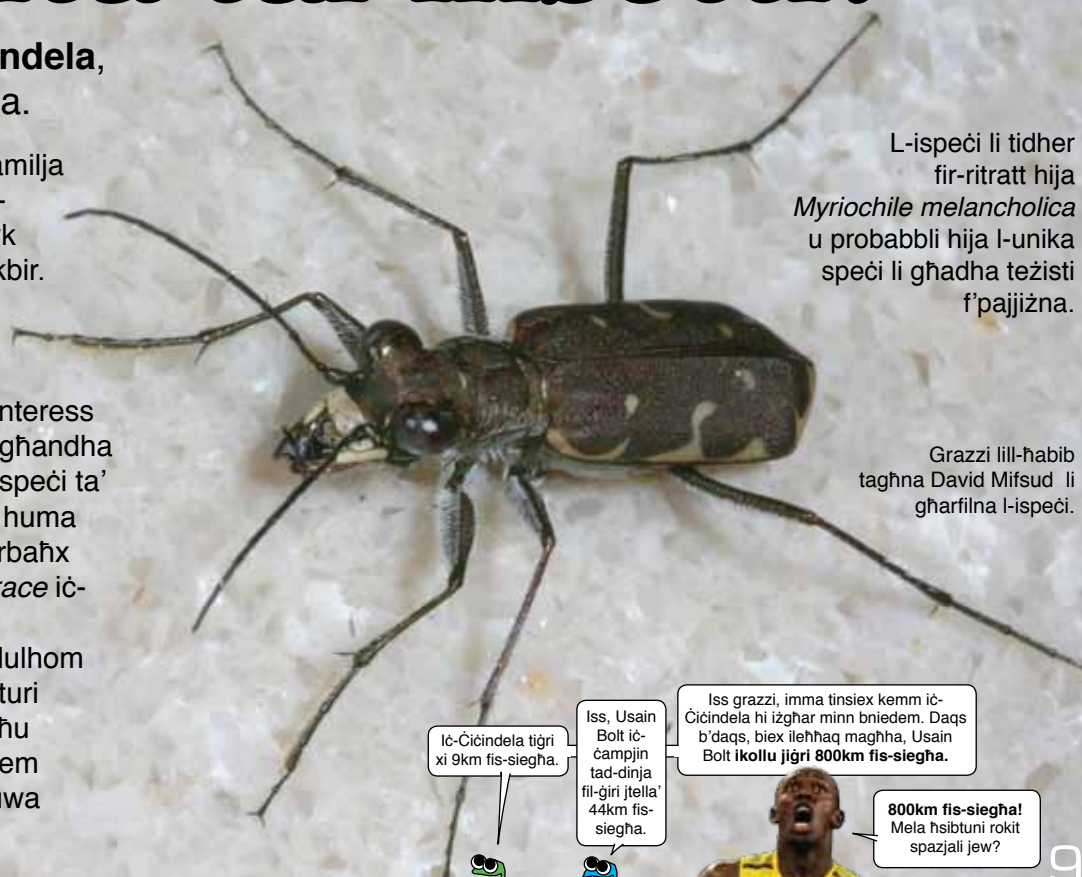 ndela,
a.
amilja
-
k
kbir.
nteress
għandha
speċi ta'
huma
rbaħx
race iċ-
dulhom
turi
ħu
em
uwa
L-ispeċi li tidher
fir-ritratt hija
Myriochile melancholica
u probabbli hija l-unika
speċi li għadha teżisti
f'pajjiżna.
Grazzi lill-ħabib
tagħna David Mifsud li
għarfilna l-ispeċi.
Iċ-Ċiċindela tiġri
xi 9km fis-siegħa.
Iss, Usain
Bolt iċ-
ċampjin
tad-dinja
fil-ġiri jtella'
44km fis-
siegħa.
Iss grazzi, imma tinsiex kemm iċ-
Ċiċindela hi iżgħar minn bniedem. Daqs
b'daqs, biex ileħħaq magħha, Usain
Bolt ikollu jiġri 800km fis-siegħa.
800km fis-siegħa!
Mela ħsibtuni rokit
spazjali jew?
9